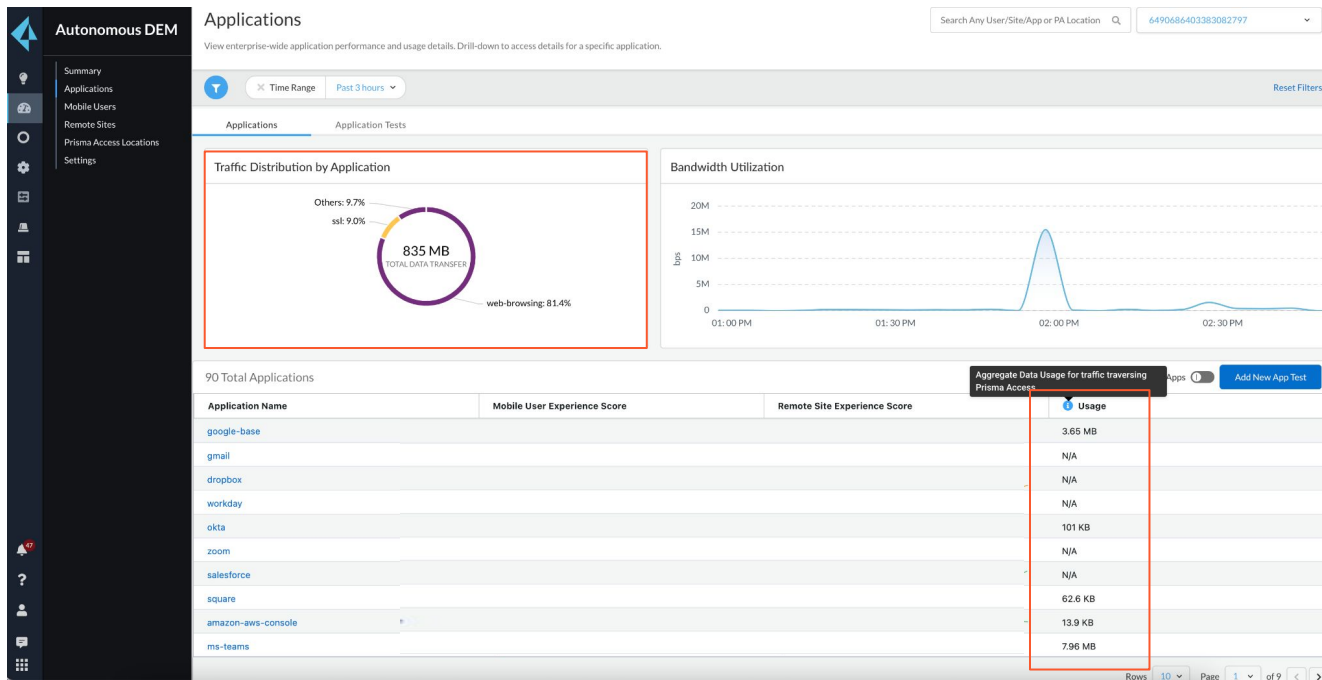 Autonomous DEM
Summary
Applications
Mobile Users
Remote Sites
Prisma Access Locations
Settings
47
?
Applications
View enterprise-wide application performance and usage details. Drill-down to access details for a specific application.
Search Any User/Site/App or PA Location
6490686403383082797
Time Range
Past 3 hours
Reset Filters
Applications
Application Tests
Traffic Distribution by Application
Others: 9.7%
ssl: 9.0%
835 MB
TOTAL DATA TRANSFER
web-browsing: 81.4%
Bandwidth Utilization
20M
15M
10M
5M
0
bps
01:00 PM
01:30 PM
02:00 PM
02:30 PM
90 Total Applications
Aggregate Data Usage for traffic traversing
Prisma Access
Apps
Add New App Test
Application Name
Mobile User Experience Score
Remote Site Experience Score
Usage
google-base
3.65 MB
gmail
N/A
dropbox
N/A
workday
N/A
okta
101 KB
zoom
N/A
salesforce
N/A
square
62.6 KB
amazon-aws-console
13.9 KB
ms-teams
7.96 MB
Rows
10
Page
1
of 9